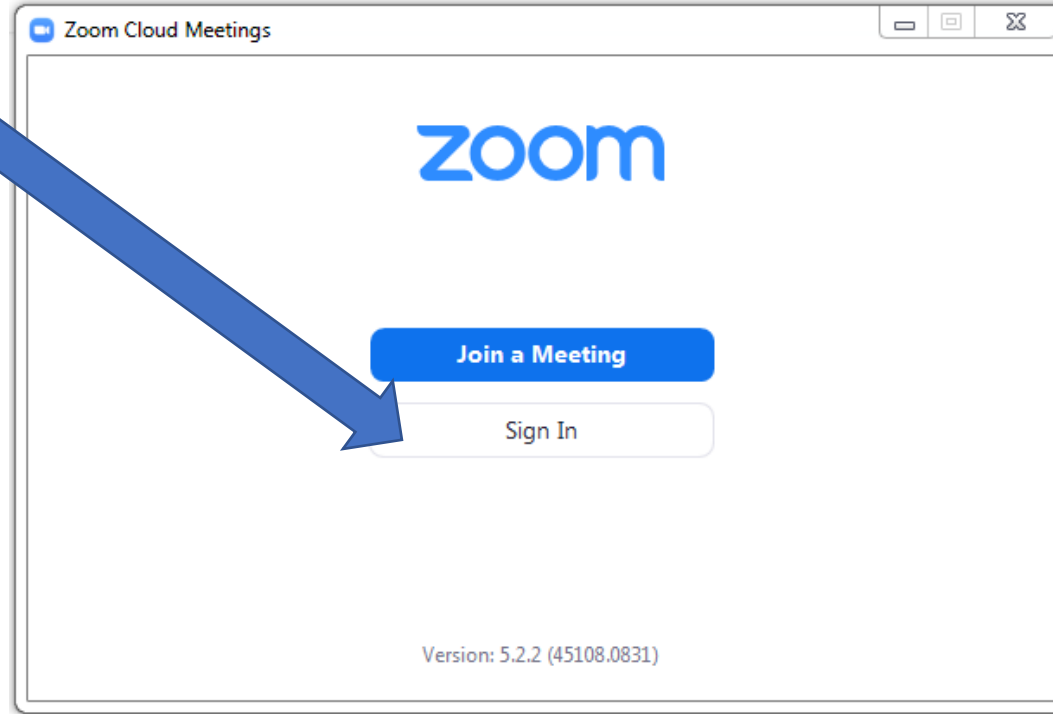 Zoom Cloud Meetings
zoom
Join a Meeting
Sign In
Version: 5.2.2 (45108.0831)